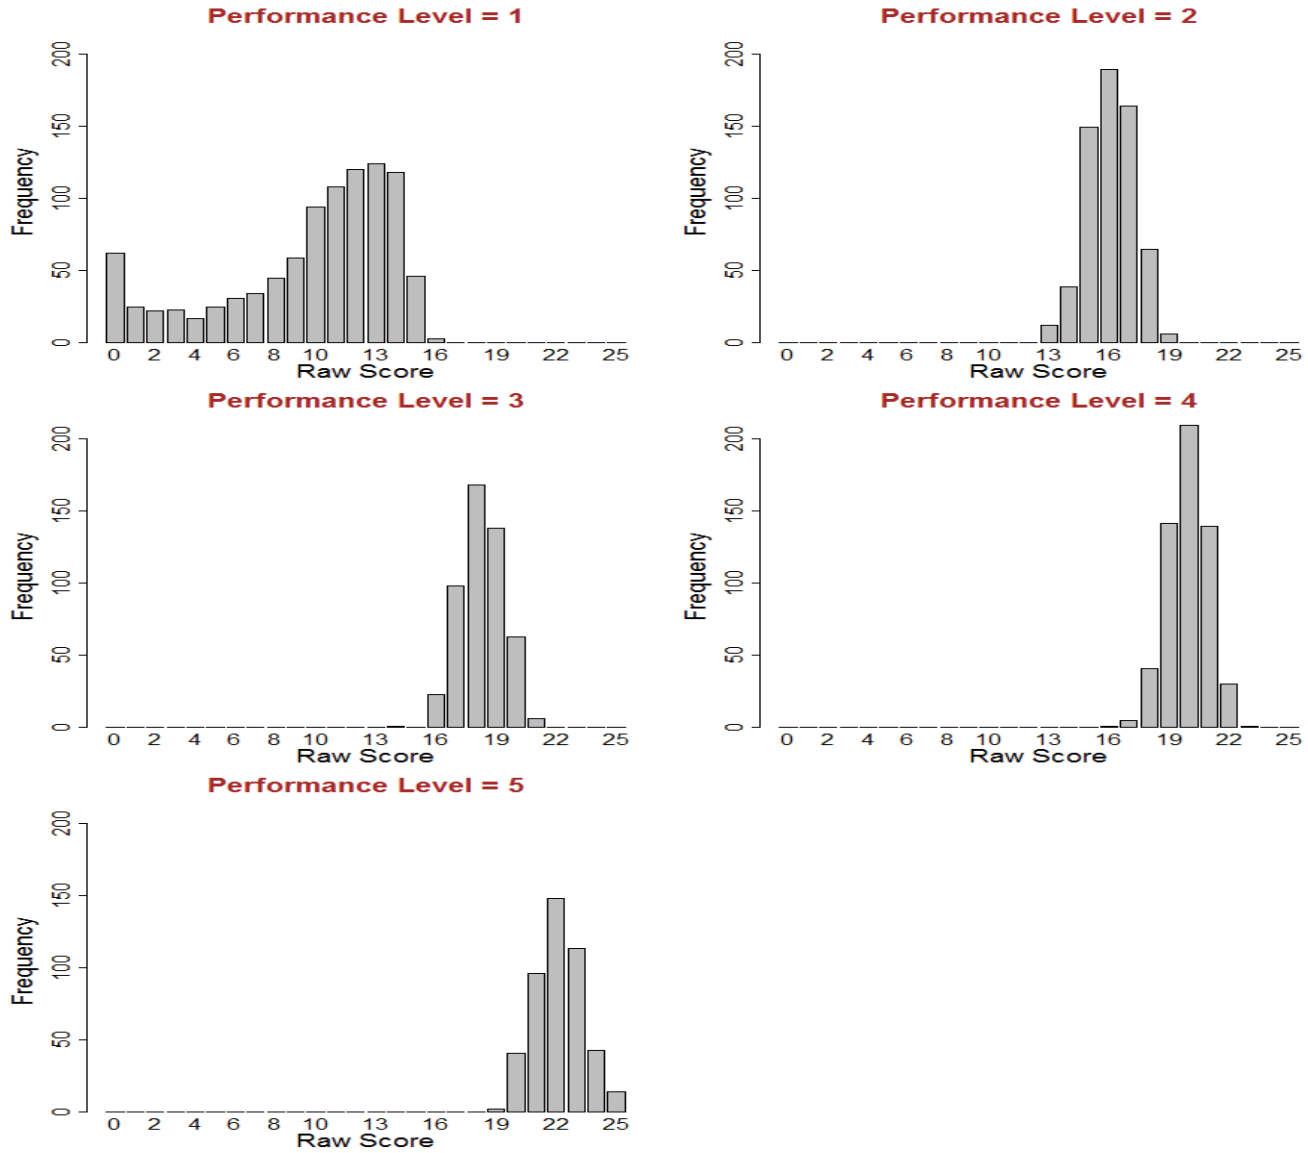 Performance Level = 1
Frequency
0 50 100 150 200
0 2 4 6 8 10 13 16 19 22 25
Raw Score
Performance Level = 2
Frequency
0 50 100 150 200
0 2 4 6 8 10 13 16 19 22 25
Raw Score
Performance Level = 3
Frequency
0 50 100 150 200
0 2 4 6 8 10 13 16 19 22 25
Raw Score
Performance Level = 4
Frequency
0 50 100 150 200
0 2 4 6 8 10 13 16 19 22 25
Raw Score
Performance Level = 5
Frequency
0 50 100 150 200
0 2 4 6 8 10 13 16 19 22 25
Raw Score